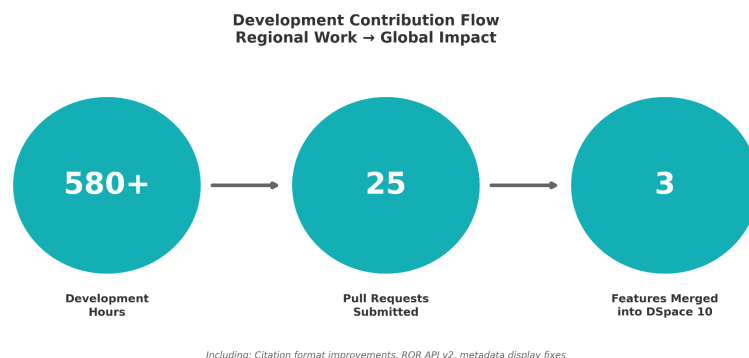 Development Contribution Flow
Regional Work → Global Impact
580+
25
3
Development
Hours
Pull Requests
Submitted
Features Merged
into DSpace 10
Including: Citation format improvements, ROR API v2, metadata display fixes